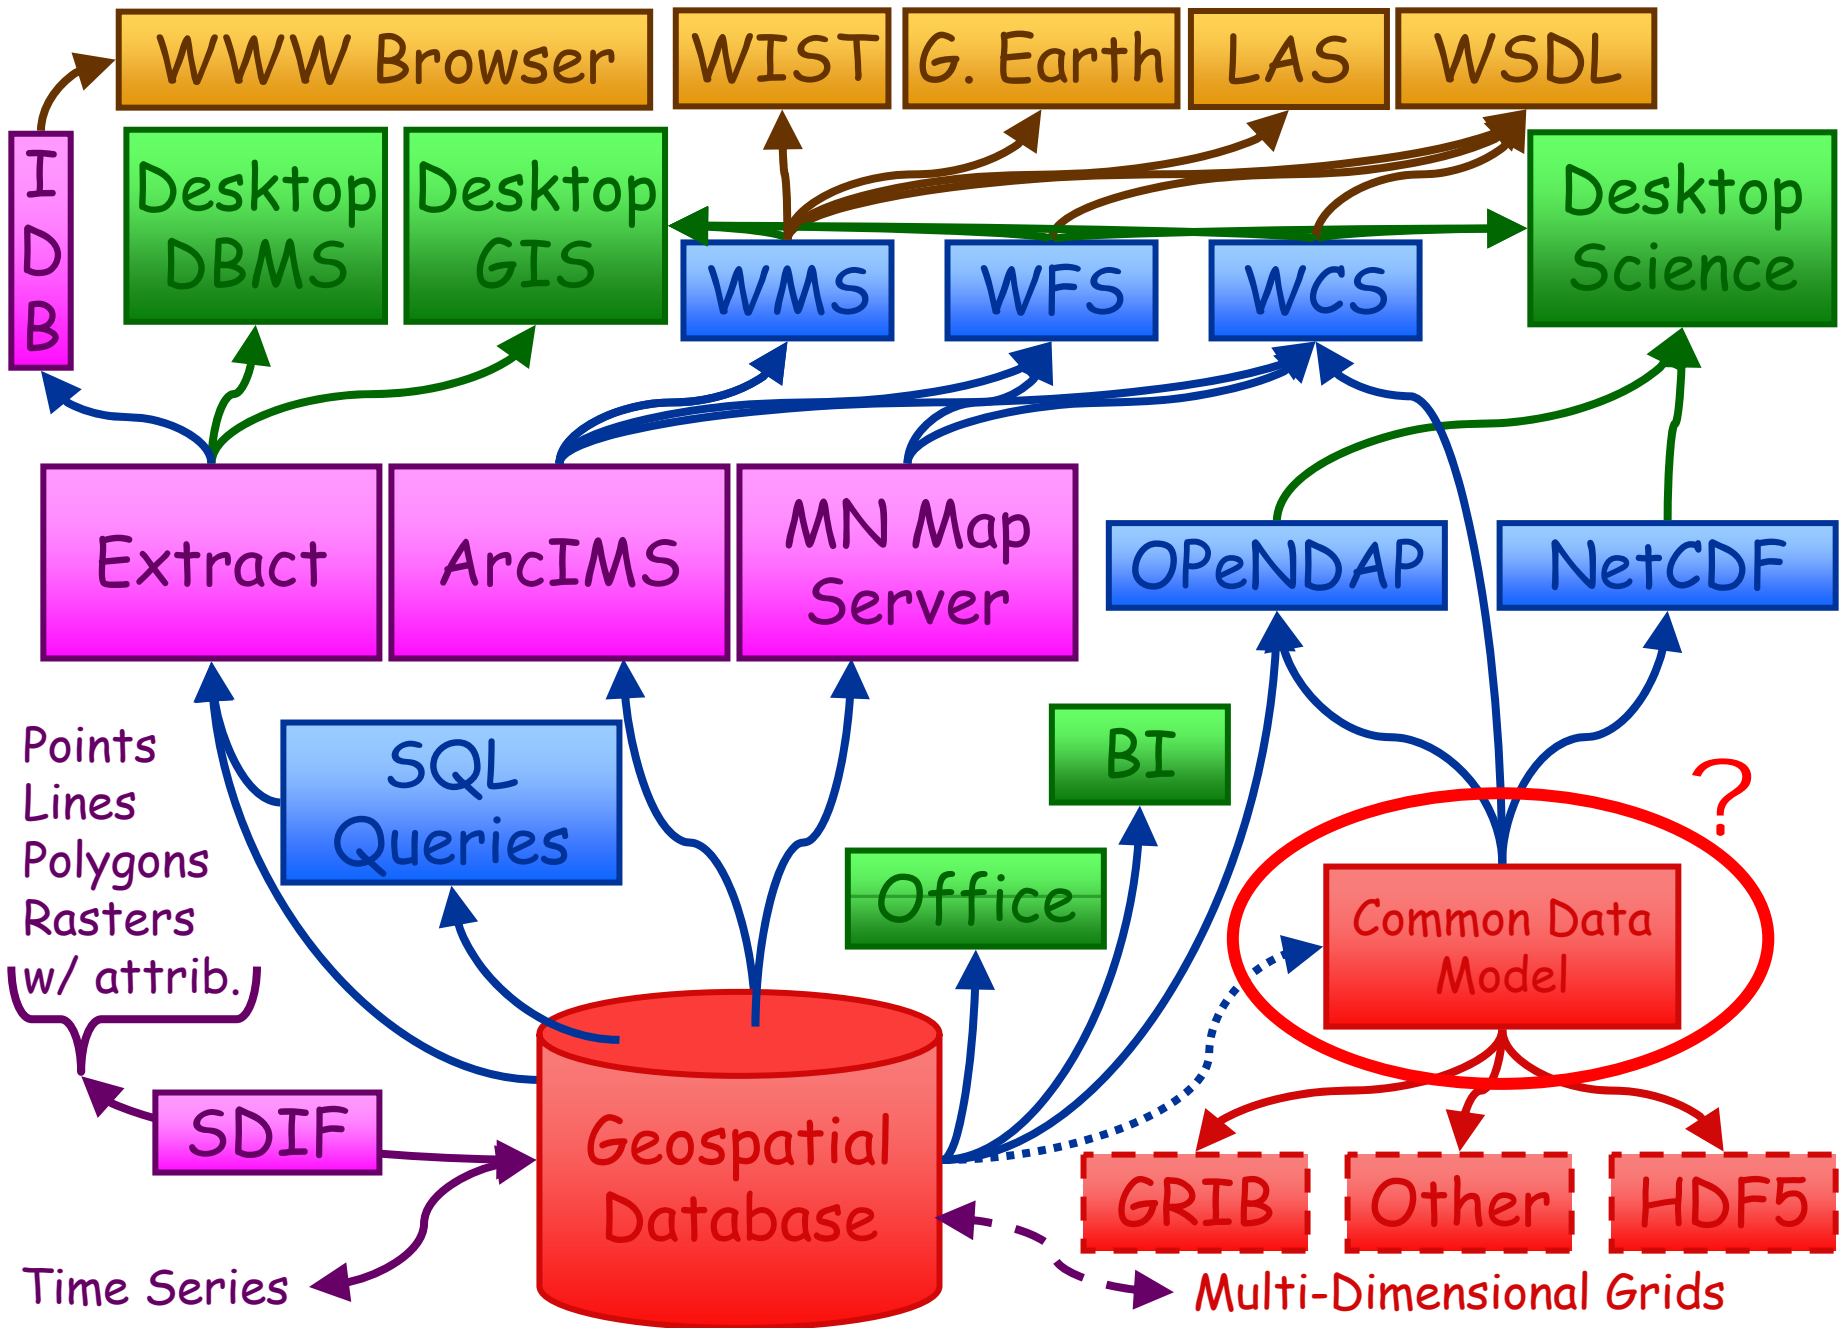 WWW Browser
WIST
G. Earth
LAS
WSDL
I
D
B
Desktop
DBMS
Desktop
GIS
WMS
WFS
WCS
Desktop
Science
Extract
ArcIMS
MN Map
Server
OPeNDAP
NetCDF
Points
Lines
Polygons
Rasters
w/ attrib.
SQL
Queries
BI
Office
?
Common Data
Model
SDIF
Geospatial
Database
GRIB
Other
HDF5
Time Series
Multi-Dimensional Grids